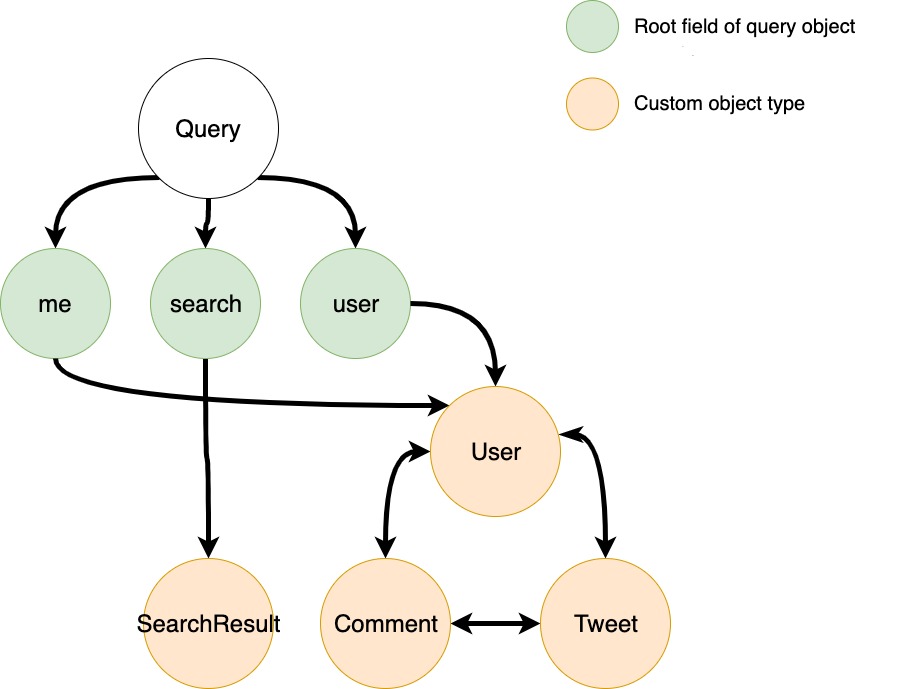 Root field of query object
Custom object type
Query
me
search
user
User
SearchResult
Comment
Tweet